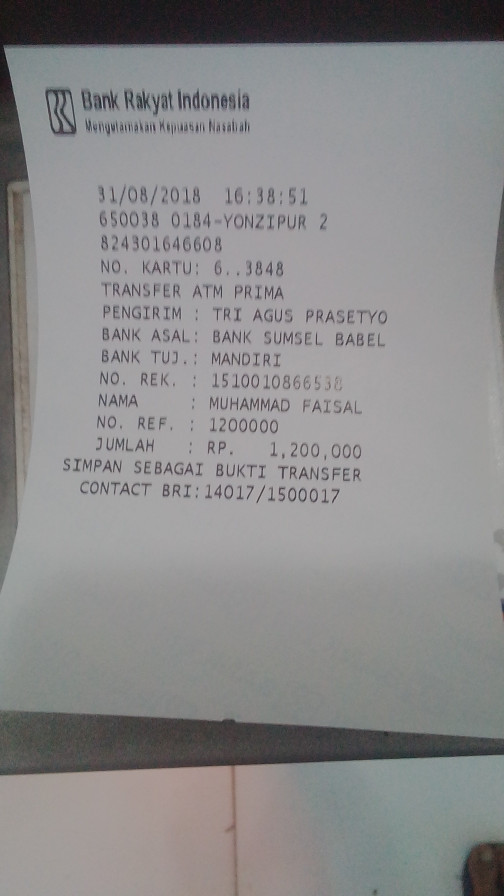 Bank Rakyat Indonesia
Mengutamakan Kepuasan Nasabah
31/08/2018 16:38:51
650038 0184-YONZIPUR 2
824301646608
NO. KARTU: 6..3848
TRANSFER ATM PRIMA
PENGIRIM : TRI AGUS PRASETYO
BANK ASAL: BANK SUMSEL BABEL
BANK TUJ.: MANDIRI
NO. REK. : 1510010866538
NAMA : MUHAMMAD FAISAL
NO. REF. : 1200000
JUMLAH : RP. 1,200,000
SIMPAN SEBAGAI BUKTI TRANSFER
CONTACT BRI:14017/1500017